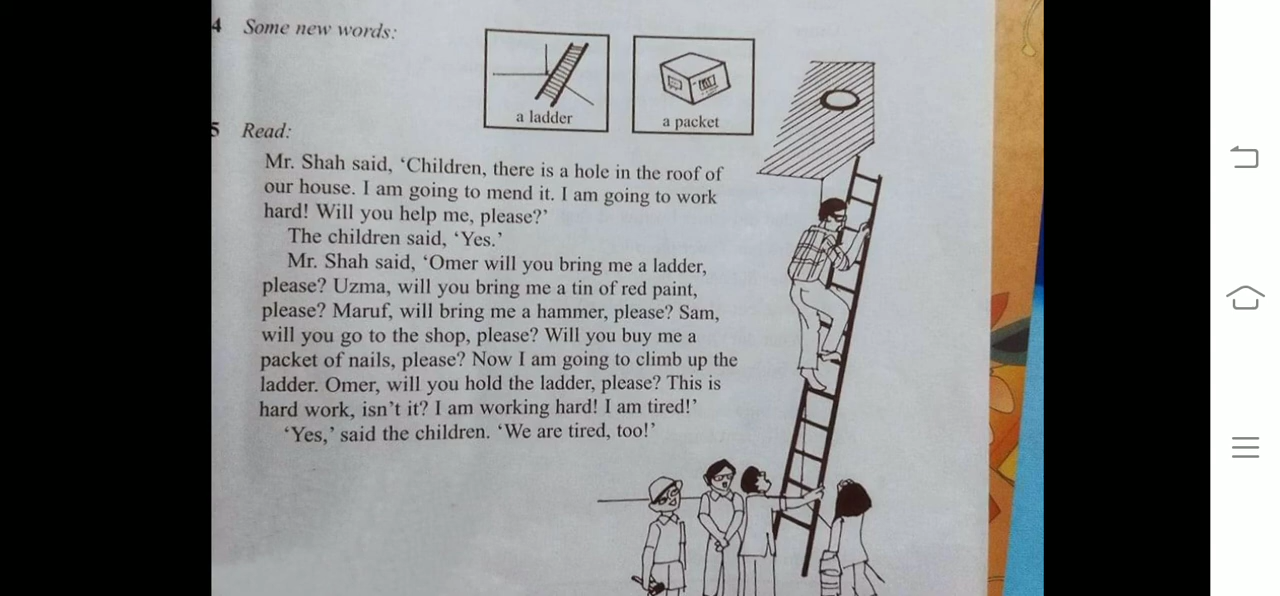 4 Some new words:
a ladder
a packet
5 Read:
Mr. Shah said, ‘Children, there is a hole in the roof of
our house. I am going to mend it. I am going to work
hard! Will you help me, please?’
The children said, ‘Yes.’
Mr. Shah said, ‘Omer will you bring me a ladder,
please? Uzma, will you bring me a tin of red paint,
please? Maruf, will bring me a hammer, please? Sam,
will you go to the shop, please? Will you buy me a
packet of nails, please? Now I am going to climb up the
ladder. Omer, will you hold the ladder, please? This is
hard work, isn’t it? I am working hard! I am tired!’
‘Yes,’ said the children. ‘We are tired, too!’